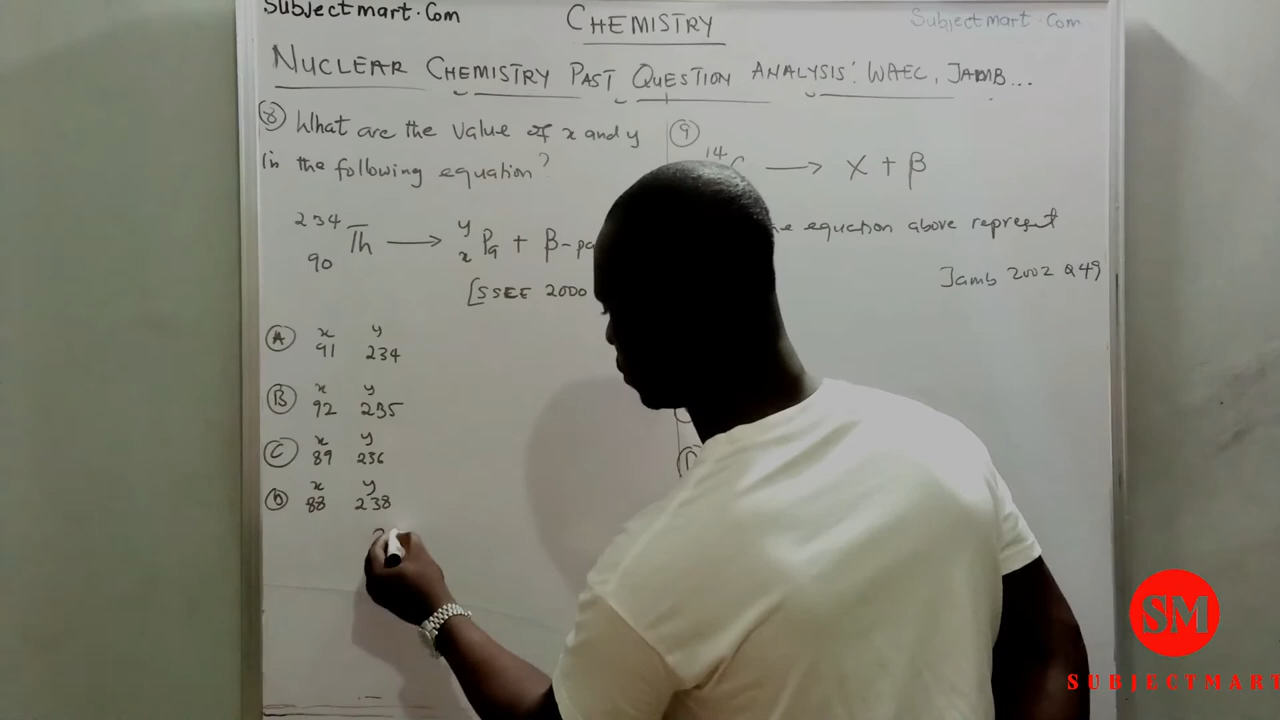 Subjectmart.Com
CHEMISTRY
Subjectmart.Com
NUCLEAR CHEMISTRY PAST QUESTION ANALYSIS: WAEC, JAMB...
8 What are the value of x and y
in the following equation?
234
90 Th → y x Pa + β-
[SSEE 2000
A x y
91 234
B x y
92 235
C x y
89 236
D x y
88 238
9
14 → X + β
equation above represent
Jamb 2002 Q49
SM
SUBJECTMART